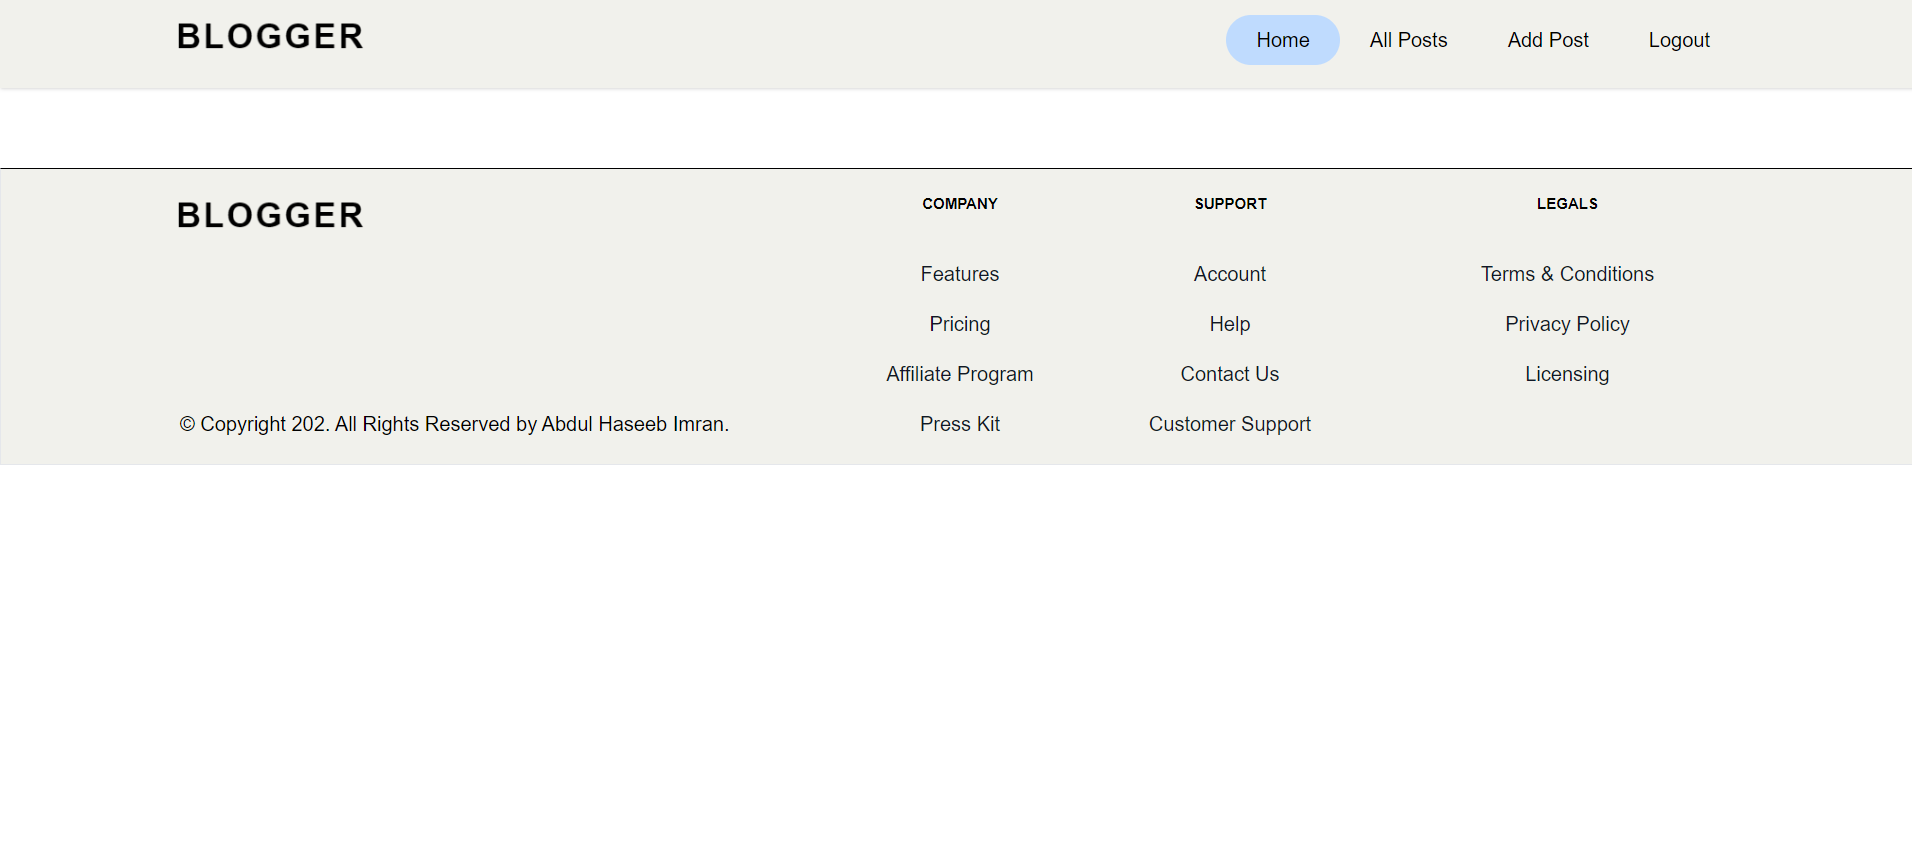 BLOGGER
Home All Posts Add Post Logout
BLOGGER
© Copyright 202. All Rights Reserved by Abdul Haseeb Imran.
COMPANY
Features
Pricing
Affiliate Program
Press Kit
SUPPORT
Account
Help
Contact Us
Customer Support
LEGALS
Terms & Conditions
Privacy Policy
Licensing